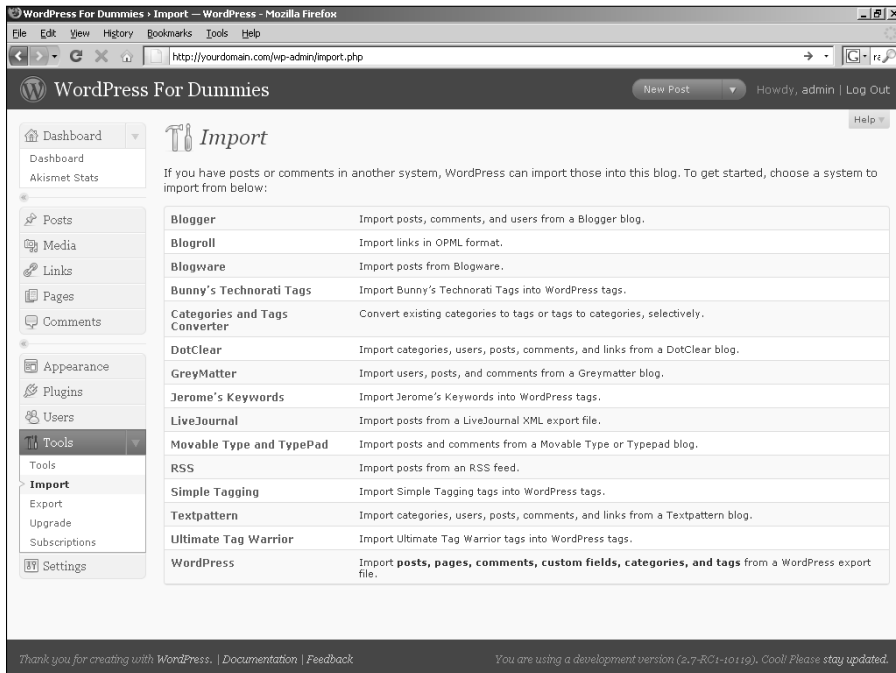 WordPress For Dummies › Import — WordPress - Mozilla Firefox
File Edit View History Bookmarks Tools Help
http://yourdomain.com/wp-admin/import.php
WordPress For Dummies
New Post
Howdy, admin | Log Out
Help
Dashboard
Dashboard
Akismet Stats
Posts
Media
Links
Pages
Comments
Appearance
Plugins
Users
Tools
Tools
Import
Export
Upgrade
Subscriptions
Settings
Import
If you have posts or comments in another system, WordPress can import those into this blog. To get started, choose a system to
import from below:
Blogger Import posts, comments, and users from a Blogger blog.
Blogroll Import links in OPML format.
Blogware Import posts from Blogware.
Bunny's Technorati Tags Import Bunny's Technorati Tags into WordPress tags.
Categories and Tags Convert existing categories to tags or tags to categories, selectively.
Converter
DotClear Import categories, users, posts, comments, and links from a DotClear blog.
GreyMatter Import users, posts, and comments from a Greymatter blog.
Jerome's Keywords Import Jerome's Keywords into WordPress tags.
LiveJournal Import posts from a LiveJournal XML export file.
Movable Type and TypePad Import posts and comments from a Movable Type or Typepad blog.
RSS Import posts from an RSS feed.
Simple Tagging Import Simple Tagging tags into WordPress tags.
Textpattern Import categories, users, posts, comments, and links from a Textpattern blog.
Ultimate Tag Warrior Import Ultimate Tag Warrior tags into WordPress tags.
WordPress Import posts, pages, comments, custom fields, categories, and tags from a WordPress export
file.
Thank you for creating with WordPress. | Documentation | Feedback
You are using a development version (2.7-RC1-10119). Cool! Please stay updated.